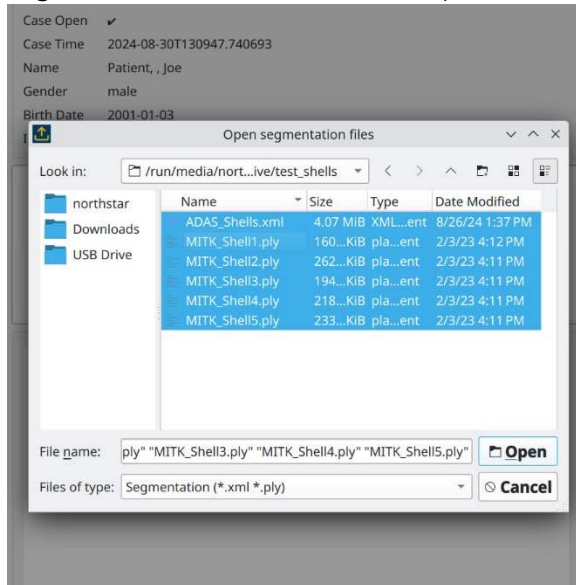 Case Open ✔
Case Time 2024-08-30T130947.740693
Name Patient, , Joe
Gender male
Birth Date 2001-01-03
Open segmentation files
Look in: /run/media/nort...ive/test_shells
northstar
Downloads
USB Drive
Name Size Type Date Modified
ADAS_Shells.xml 4.07 MiB XML...ent 8/26/24 1:37 PM
MITK_Shell1.ply 160...KiB pla...ent 2/3/23 4:12 PM
MITK_Shell2.ply 262...KiB pla...ent 2/3/23 4:11 PM
MITK_Shell3.ply 194...KiB pla...ent 2/3/23 4:11 PM
MITK_Shell4.ply 218...KiB pla...ent 2/3/23 4:11 PM
MITK_Shell5.ply 233...KiB pla...ent 2/3/23 4:11 PM
File name: ply" "MITK_Shell3.ply" "MITK_Shell4.ply" "MITK_Shell5.ply" Open
Files of type: Segmentation (*.xml *.ply) Cancel